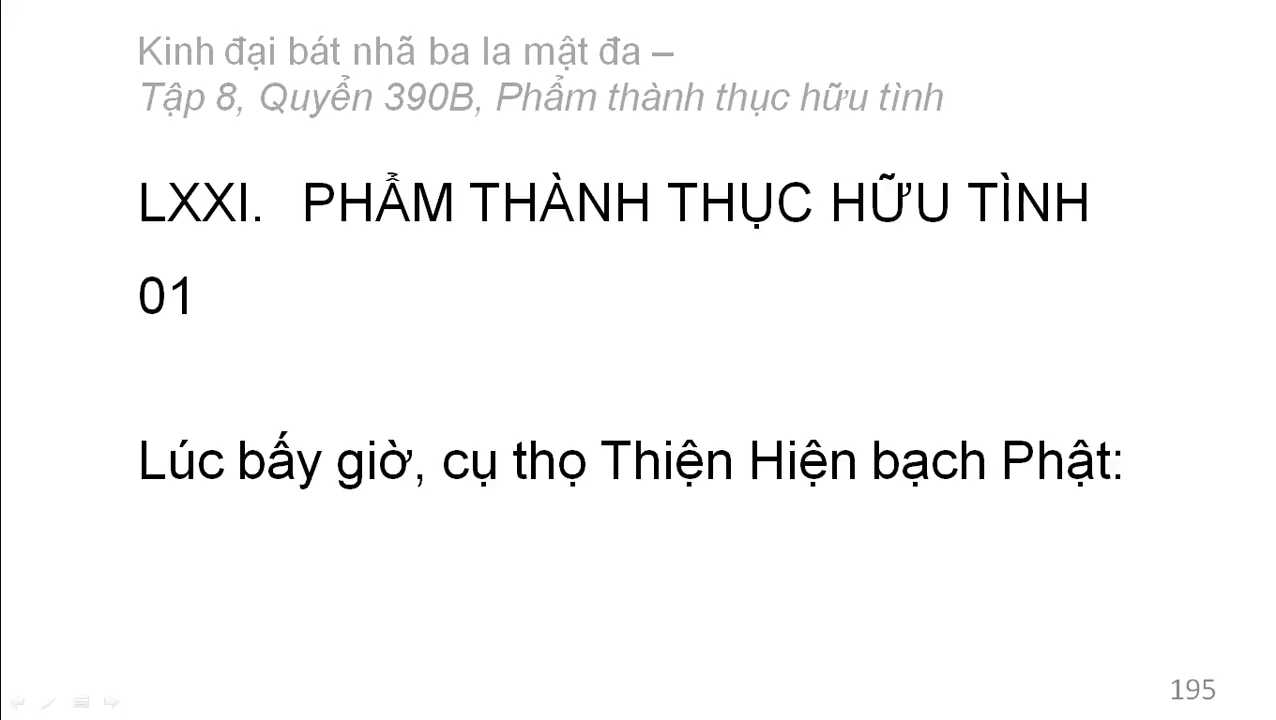 Kinh đại bát nhã ba la mật đa –
Tập 8, Quyển 390B, Phẩm thành thục hữu tình
LXXI. PHẨM THÀNH THỤC HỮU TÌNH
01
Lúc bấy giờ, cụ thọ Thiện Hiện bạch Phật:
195